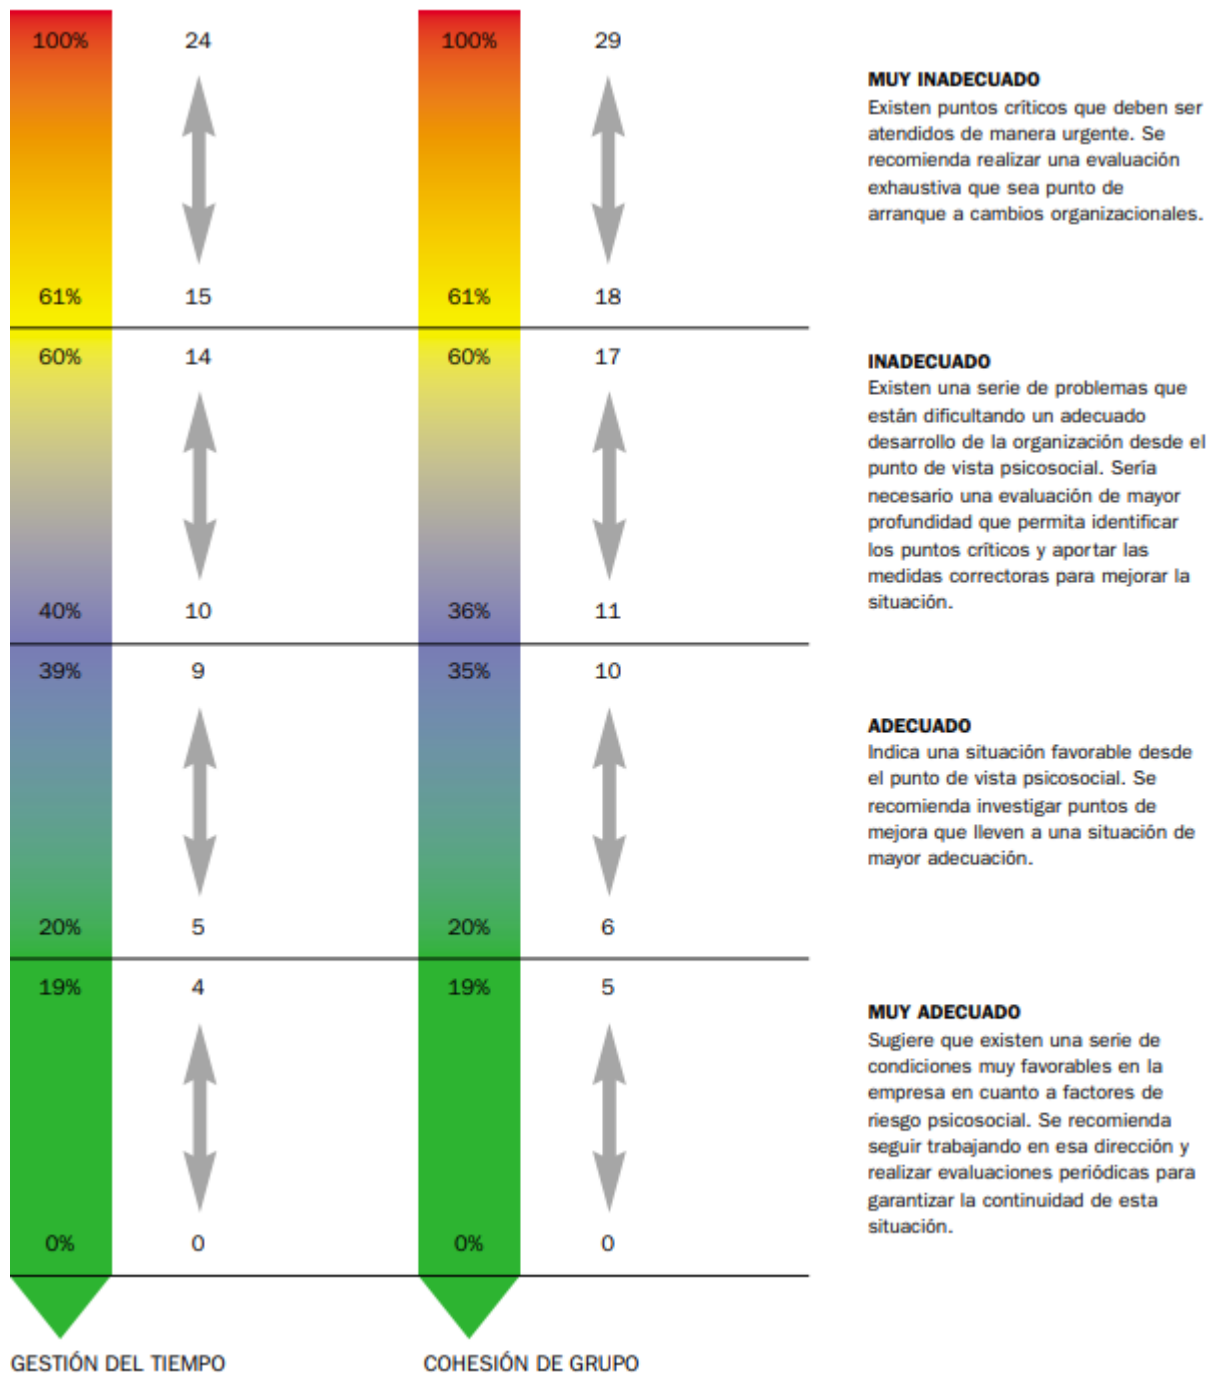 100% 24 100% 29
MUY INADECUADO
Existen puntos críticos que deben ser
atendidos de manera urgente. Se
recomienda realizar una evaluación
exhaustiva que sea punto de
arranque a cambios organizacionales.
61% 15 61% 18
60% 14 60% 17
INADECUADO
Existen una serie de problemas que
están dificultando un adecuado
desarrollo de la organización desde el
punto de vista psicosocial. Sería
necesario una evaluación de mayor
profundidad que permita identificar
los puntos críticos y aportar las
medidas correctoras para mejorar la
situación.
40% 10 36% 11
39% 9 35% 10
ADECUADO
Indica una situación favorable desde
el punto de vista psicosocial. Se
recomienda investigar puntos de
mejora que lleven a una situación de
mayor adecuación.
20% 5 20% 6
19% 4 19% 5
MUY ADECUADO
Sugiere que existen una serie de
condiciones muy favorables en la
empresa en cuanto a factores de
riesgo psicosocial. Se recomienda
seguir trabajando en esa dirección y
realizar evaluaciones periódicas para
garantizar la continuidad de esta
situación.
0% 0 0% 0
GESTIÓN DEL TIEMPO COHESIÓN DE GRUPO